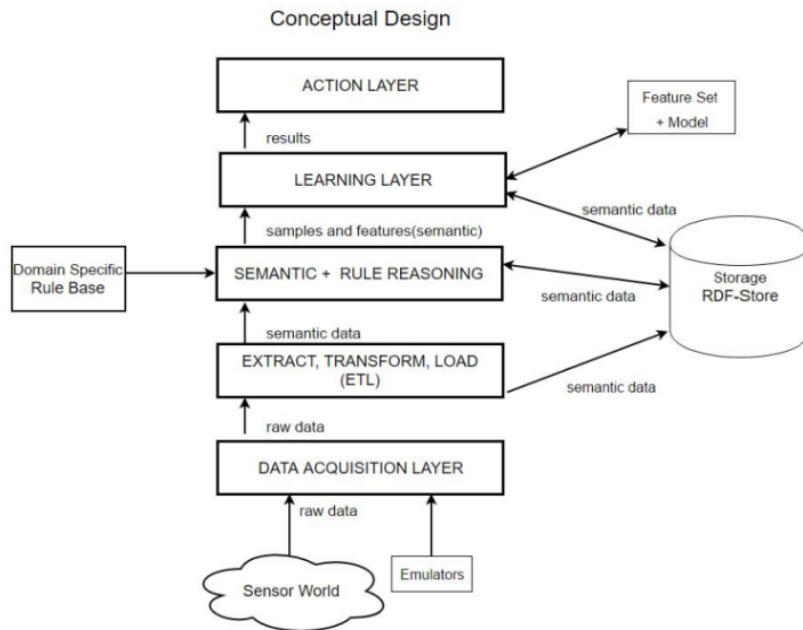 Conceptual Design
ACTION LAYER
Feature Set
+ Model
results
LEARNING LAYER
semantic data
samples and features(semantic)
Domain Specific
Rule Base
SEMANTIC + RULE REASONING
Storage
RDF-Store
semantic data
semantic data
EXTRACT, TRANSFORM, LOAD
(ETL)
semantic data
raw data
DATA ACQUISITION LAYER
raw data
Sensor World
Emulators